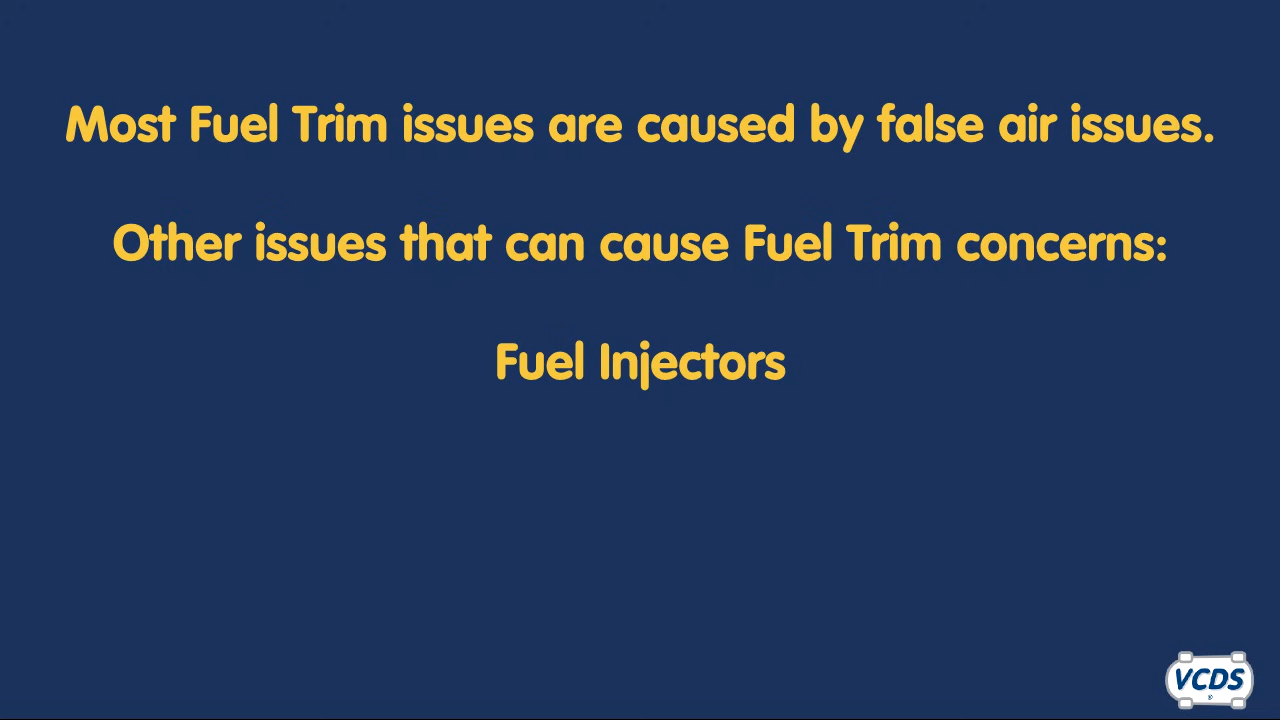 Most Fuel Trim issues are caused by false air issues.
Other issues that can cause Fuel Trim concerns:
Fuel Injectors
VCDS
®